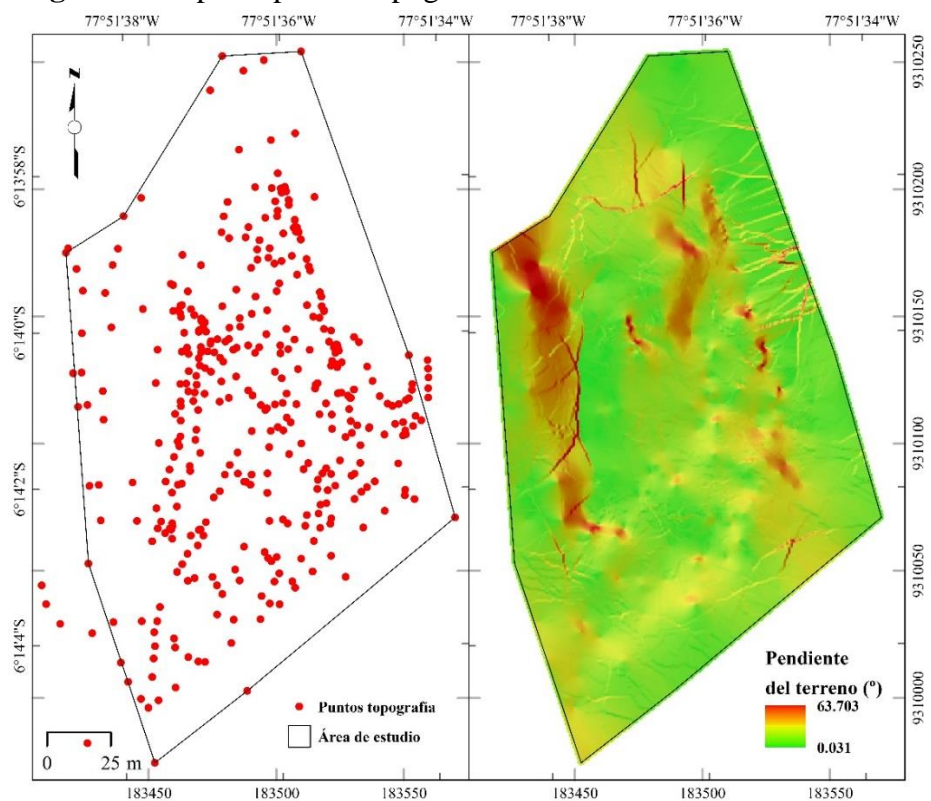 77°51'38"W 77°51'36"W 77°51'34"W 77°51'38"W 77°51'36"W 77°51'34"W
N
6°13'58"S
6°14'0"S
6°14'2"S
6°14'4"S
9310250
9310200
9310150
9310100
9310050
9310000
Puntos topografía
Área de estudio
0 25 m
Pendiente
del terreno (º)
63.703
0.031
183450 183500 183550 183450 183500 183550